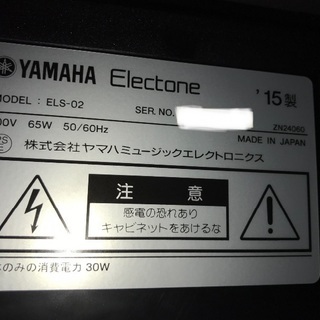 YAMAHA Electone '15製
MODEL: ELS-02 SER. NO.
00V 65W 50/60Hz ZN24060
PS E MADE IN JAPAN
株式会社ヤマハミュージックエレクトロニクス
注意
感電の恐れあり
キャビネットをあけるな
のみの消費電力 30W